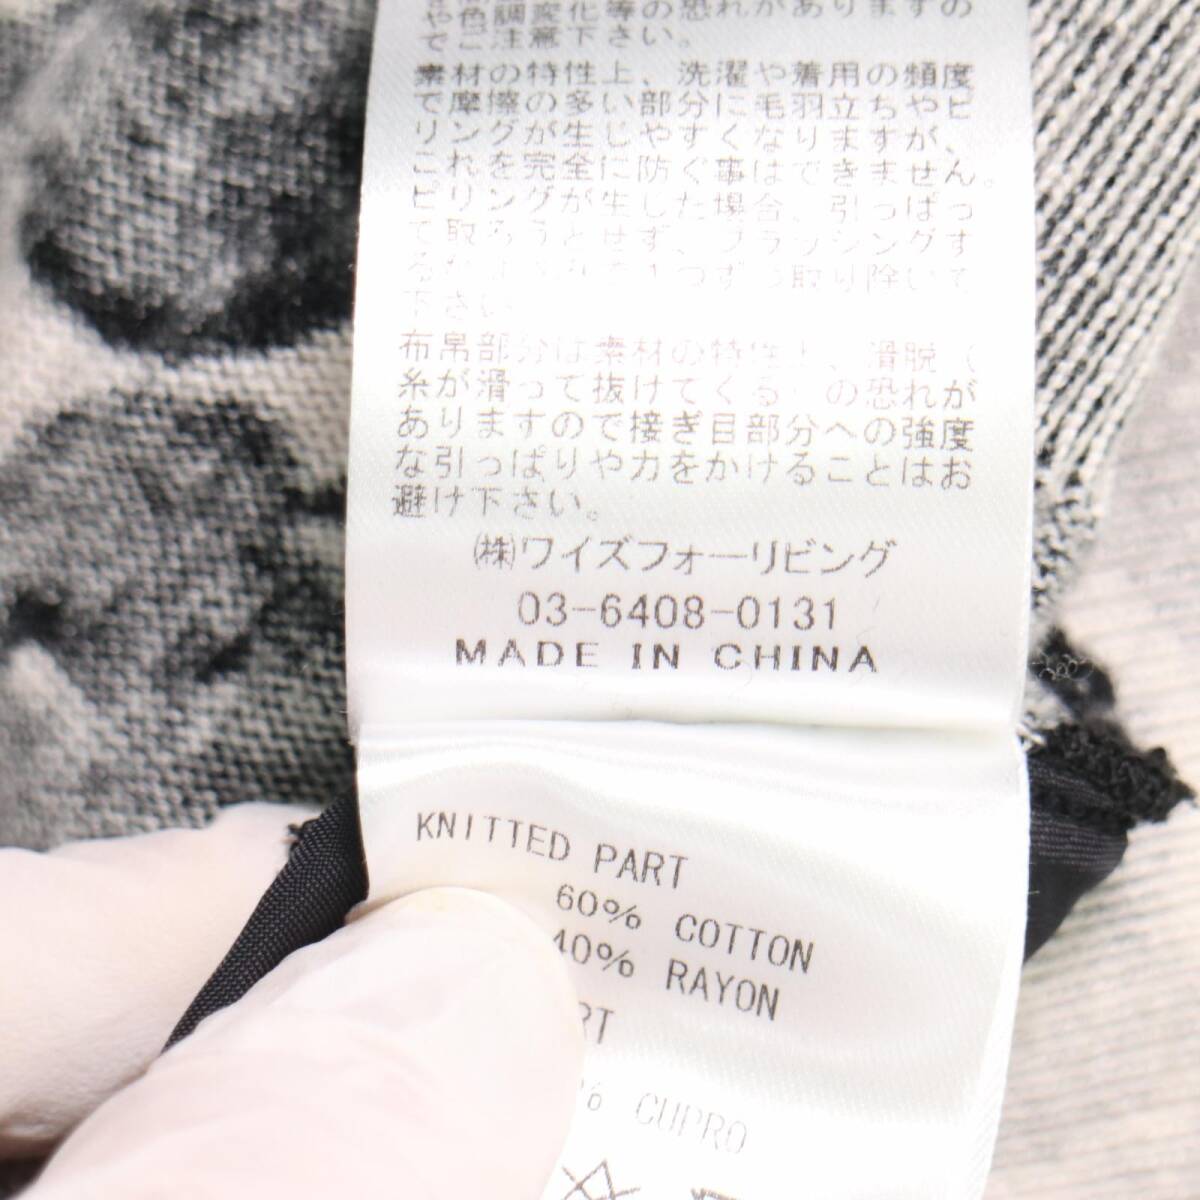 や色調変化等の恐れがありますの
でご注意下さい。
素材の特性上、洗濯や着用の頻度
で摩擦の多い部分に毛羽立ちやピ
リングが生じやすくなりますが、
これを完全に防ぐ事はできません。
ピリングが生じた場合、引っぱっ
て取ろうとせず、ブラッシングす
るか 1つずつ取り除いて
下さい
布帛部分は素材の特性上、滑脱（
糸が滑って抜けてくる の恐れが
ありますので接ぎ目部分への強度
な引っぱりや力をかけることはお
避け下さい。
㈱ワイズフォーリビング
03-6408-0131
MADE IN CHINA
KNITTED PART
60% COTTON
40% RAYON
RT
% CUPRO